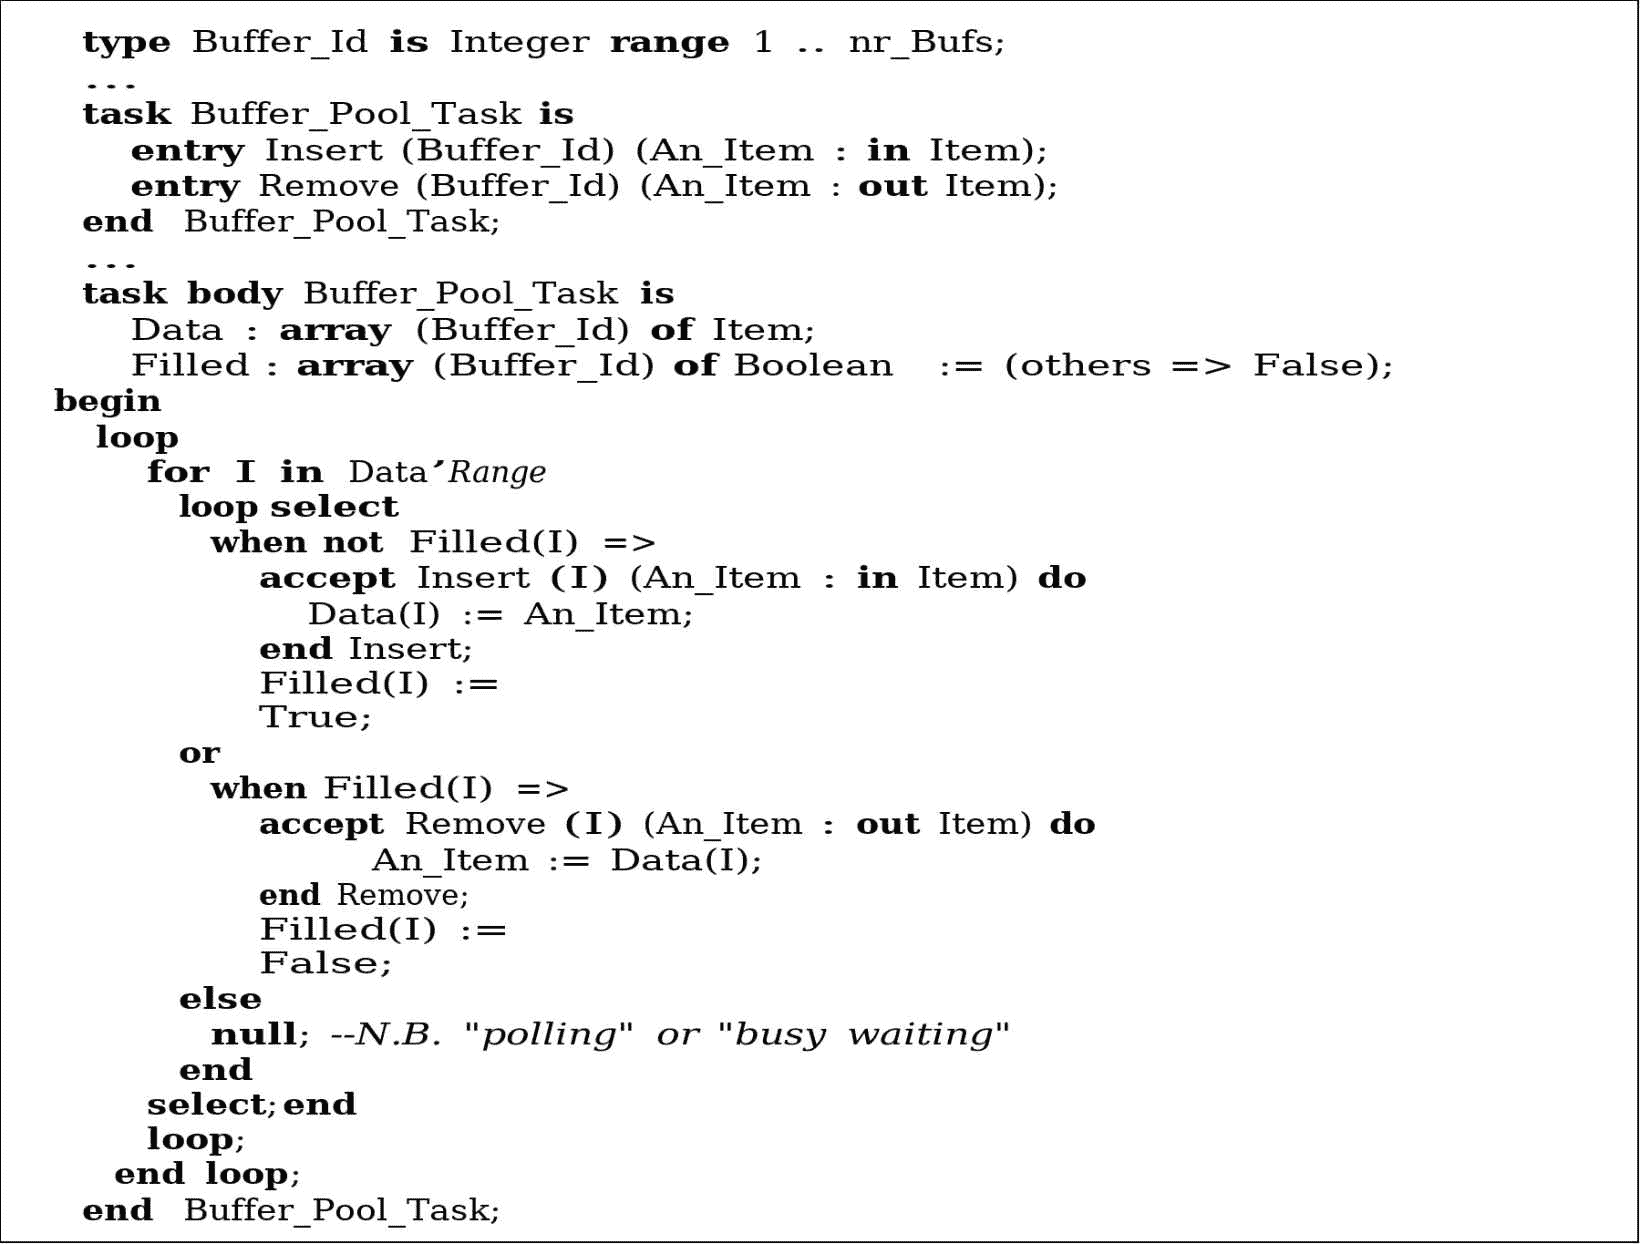 type Buffer_Id is Integer range 1 .. nr_Bufs;
...
task Buffer_Pool_Task is
entry Insert (Buffer_Id) (An_Item : in Item);
entry Remove (Buffer_Id) (An_Item : out Item);
end Buffer_Pool_Task;
...
task body Buffer_Pool_Task is
Data : array (Buffer_Id) of Item;
Filled : array (Buffer_Id) of Boolean := (others => False);
begin
loop
for I in Data’Range
loop select
when not Filled(I) =>
accept Insert (I) (An_Item : in Item) do
Data(I) := An_Item;
end Insert;
Filled(I) :=
True;
or
when Filled(I) =>
accept Remove (I) (An_Item : out Item) do
An_Item := Data(I);
end Remove;
Filled(I) :=
False;
else
null; --N.B. "polling" or "busy waiting"
end
select; end
loop;
end loop;
end Buffer_Pool_Task;